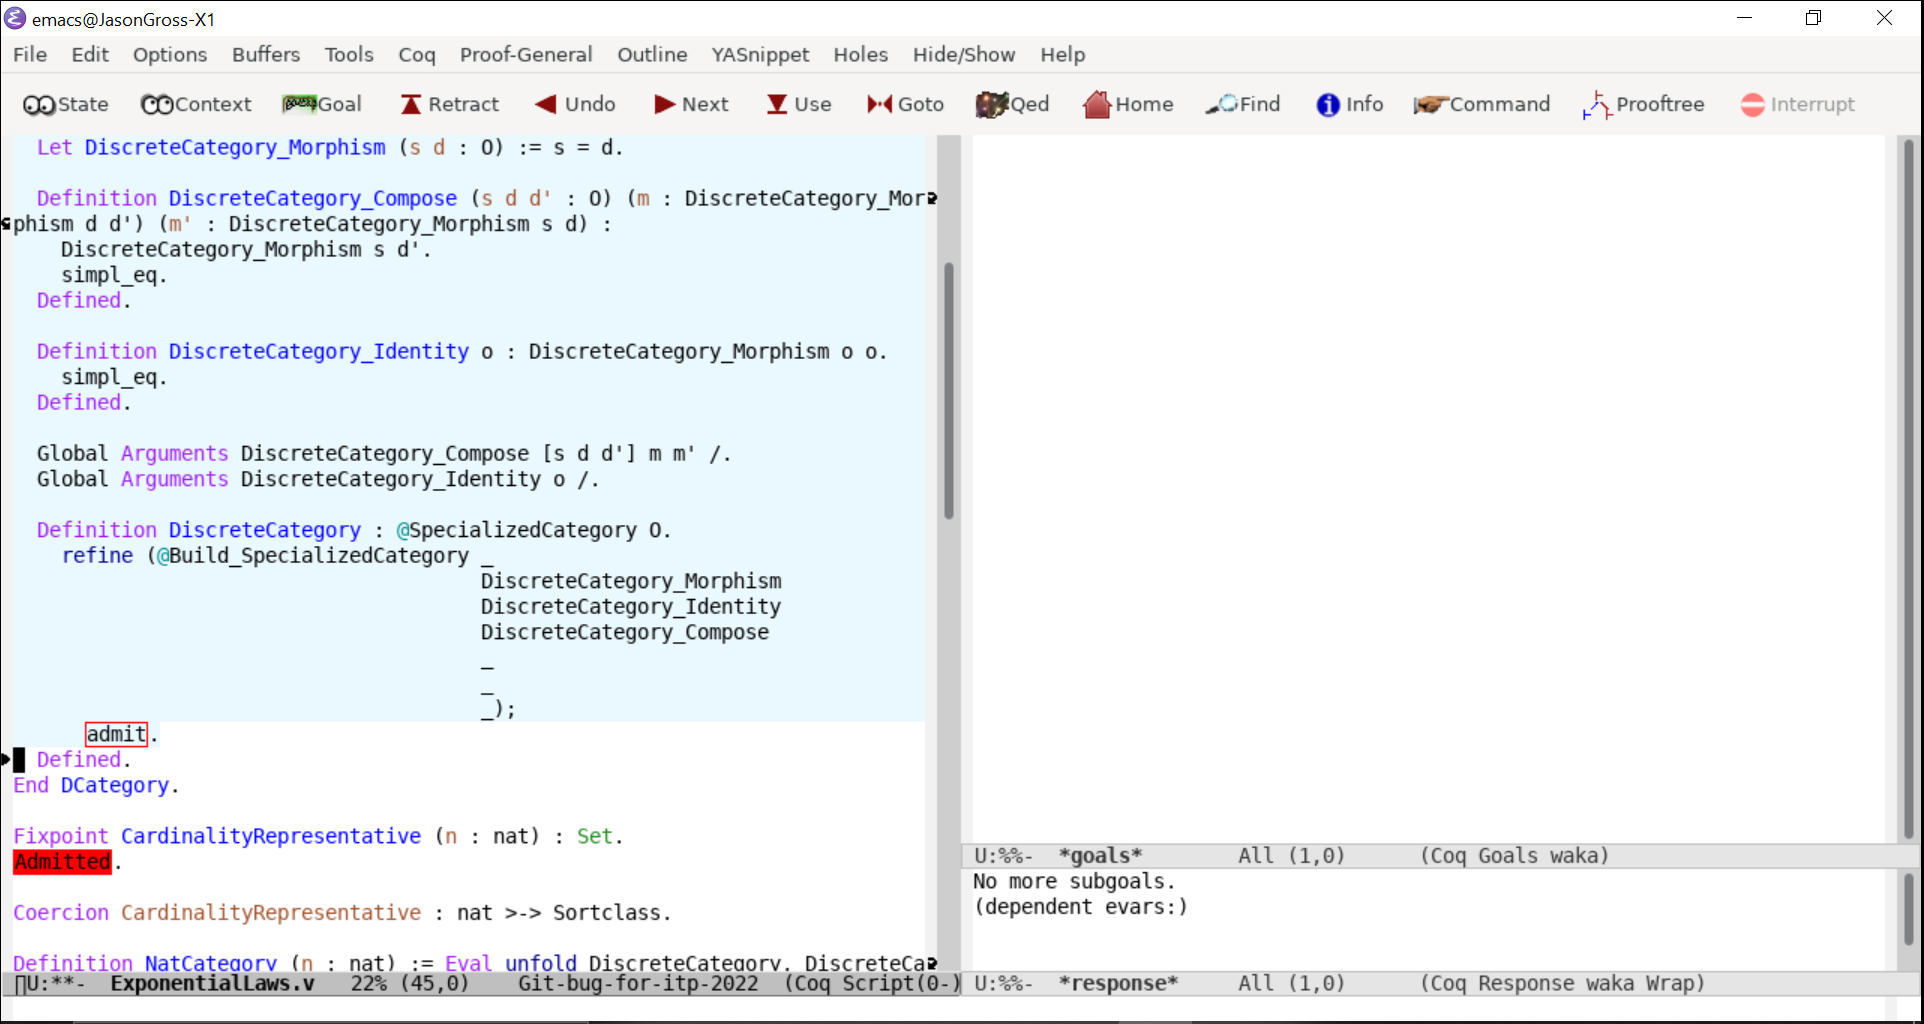 emacs@JasonGross-X1
File Edit Options Buffers Tools Coq Proof-General Outline YASnippet Holes Hide/Show Help
State Context Goal Retract Undo Next Use Goto Qed Home Find Info Command Prooftree Interrupt
Let DiscreteCategory_Morphism (s d : O) := s = d.
Definition DiscreteCategory_Compose (s d d' : O) (m : DiscreteCategory_Mor
phism d d') (m' : DiscreteCategory_Morphism s d) :
DiscreteCategory_Morphism s d'.
simpl_eq.
Defined.
Definition DiscreteCategory_Identity o : DiscreteCategory_Morphism o o.
simpl_eq.
Defined.
Global Arguments DiscreteCategory_Compose [s d d'] m m' /.
Global Arguments DiscreteCategory_Identity o /.
Definition DiscreteCategory : @SpecializedCategory O.
refine (@Build_SpecializedCategory _
DiscreteCategory_Morphism
DiscreteCategory_Identity
DiscreteCategory_Compose
_
_
_);
admit.
Defined.
End DCategory.
Fixpoint CardinalityRepresentative (n : nat) : Set.
Admitted.
Coercion CardinalityRepresentative : nat >-> Sortclass.
Definition NatCategory (n : nat) := Eval unfold DiscreteCategory, DiscreteCa
U:**- ExponentialLaws.v 22% (45,0) Git-bug-for-itp-2022 (Coq Script(0-)
U:%%- *goals* All (1,0) (Coq Goals waka)
No more subgoals.
(dependent evars:)
U:%%- *response* All (1,0) (Coq Response waka Wrap)